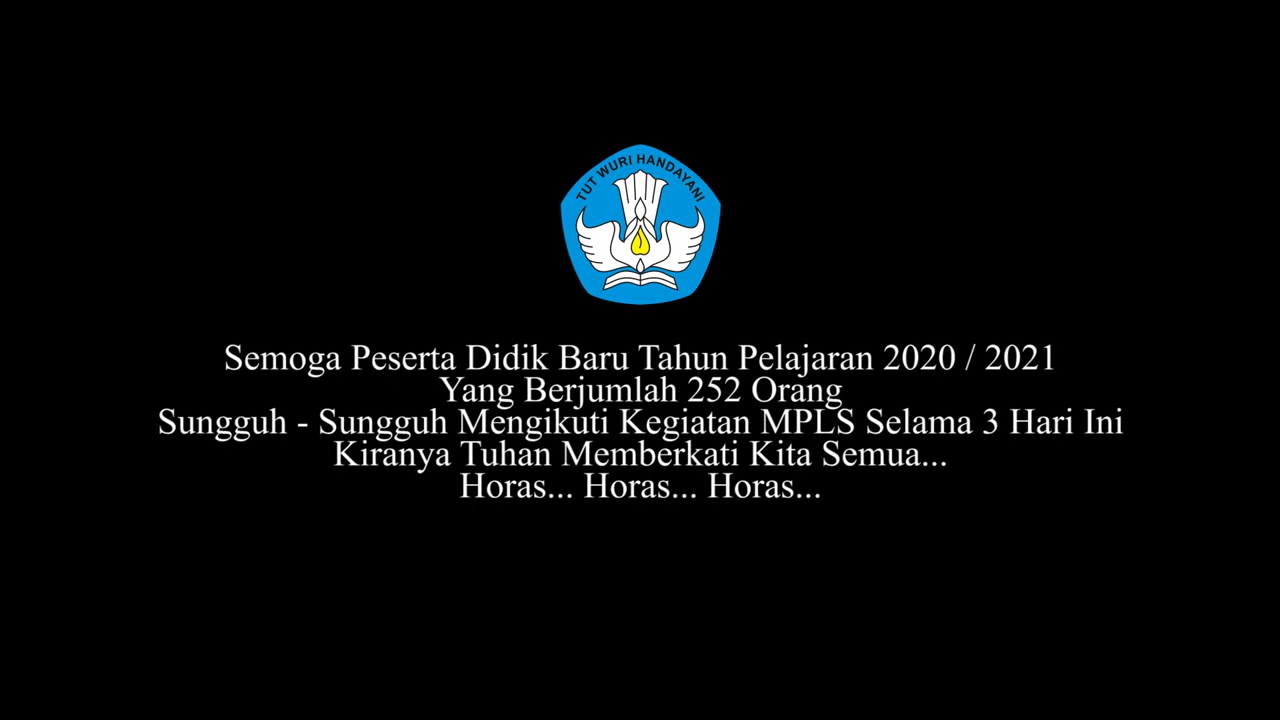 TUT WURI HANDAYANI
Semoga Peserta Didik Baru Tahun Pelajaran 2020 / 2021
Yang Berjumlah 252 Orang
Sungguh - Sungguh Mengikuti Kegiatan MPLS Selama 3 Hari Ini
Kiranya Tuhan Memberkati Kita Semua...
Horas... Horas... Horas...